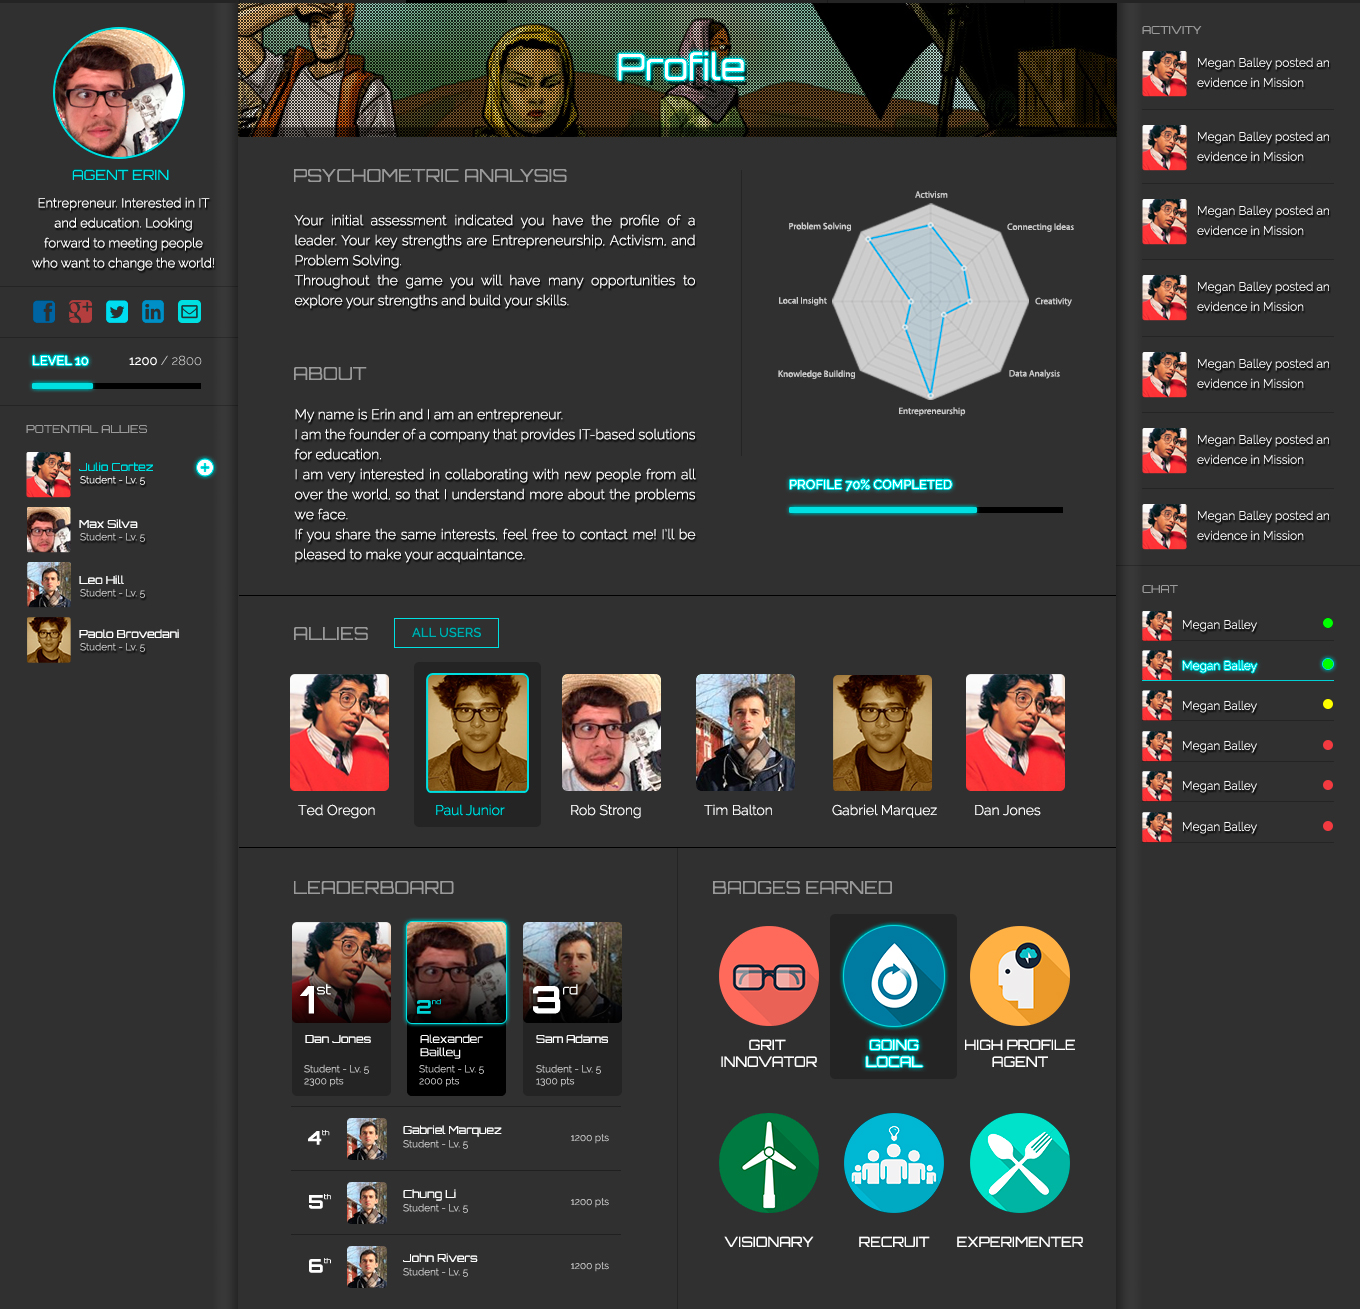 Profile
AGENT ERIN
Entrepreneur. Interested in IT
and education. Looking
forward to meeting people
who want to change the world!
LEVEL 10
1200 / 2800
POTENTIAL ALLIES
Julio Cortez
Student - Lv. 5
Max Silva
Student - Lv. 5
Leo Hill
Student - Lv. 5
Paolo Brovedani
Student - Lv. 5
PSYCHOMETRIC ANALYSIS
Your initial assessment indicated you have the profile of a
leader. Your key strengths are Entrepreneurship, Activism, and
Problem Solving.
Throughout the game you will have many opportunities to
explore your strengths and build your skills.
ABOUT
My name is Erin and I am an entrepreneur.
I am the founder of a company that provides IT-based solutions
for education.
I am very interested in collaborating with new people from all
over the world, so that I understand more about the problems
we face.
If you share the same interests, feel free to contact me! I'll be
pleased to make your acquaintance.
Activism
Problem Solving
Connecting Ideas
Local Insight
Creativity
Knowledge Building
Data Analysis
Entrepreneurship
PROFILE 70% COMPLETED
ALLIES
ALL USERS
Ted Oregon
Paul Junior
Rob Strong
Tim Balton
Gabriel Marquez
Dan Jones
LEADERBOARD
1st
Dan Jones
Student - Lv. 5
2300 pts
2nd
Alexander
Bailley
Student - Lv. 5
2000 pts
3rd
Sam Adams
Student - Lv. 5
1300 pts
4th
Gabriel Marquez
Student - Lv. 5
1200 pts
5th
Chung Li
Student - Lv. 5
1200 pts
6th
John Rivers
Student - Lv. 5
1200 pts
BADGES EARNED
GRIT
INNOVATOR
GOING
LOCAL
HIGH PROFILE
AGENT
VISIONARY
RECRUIT
EXPERIMENTER
ACTIVITY
Megan Balley posted an
evidence in Mission
Megan Balley posted an
evidence in Mission
Megan Balley posted an
evidence in Mission
Megan Balley posted an
evidence in Mission
Megan Balley posted an
evidence in Mission
Megan Balley posted an
evidence in Mission
Megan Balley posted an
evidence in Mission
CHAT
Megan Balley
Megan Balley
Megan Balley
Megan Balley
Megan Balley
Megan Balley